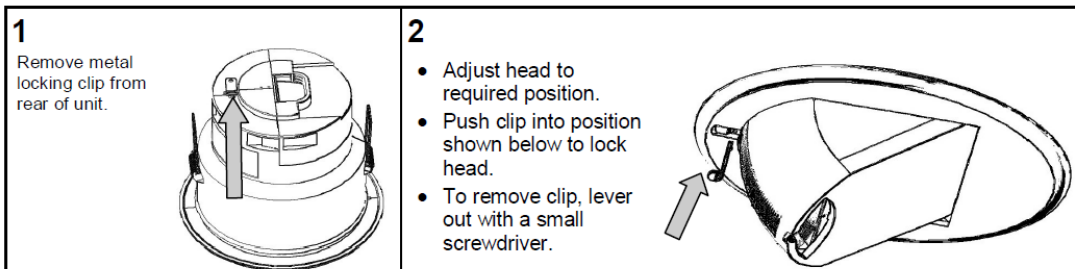 1
Remove metal
locking clip from
rear of unit.
2
• Adjust head to
required position.
• Push clip into position
shown below to lock
head.
• To remove clip, lever
out with a small
screwdriver.